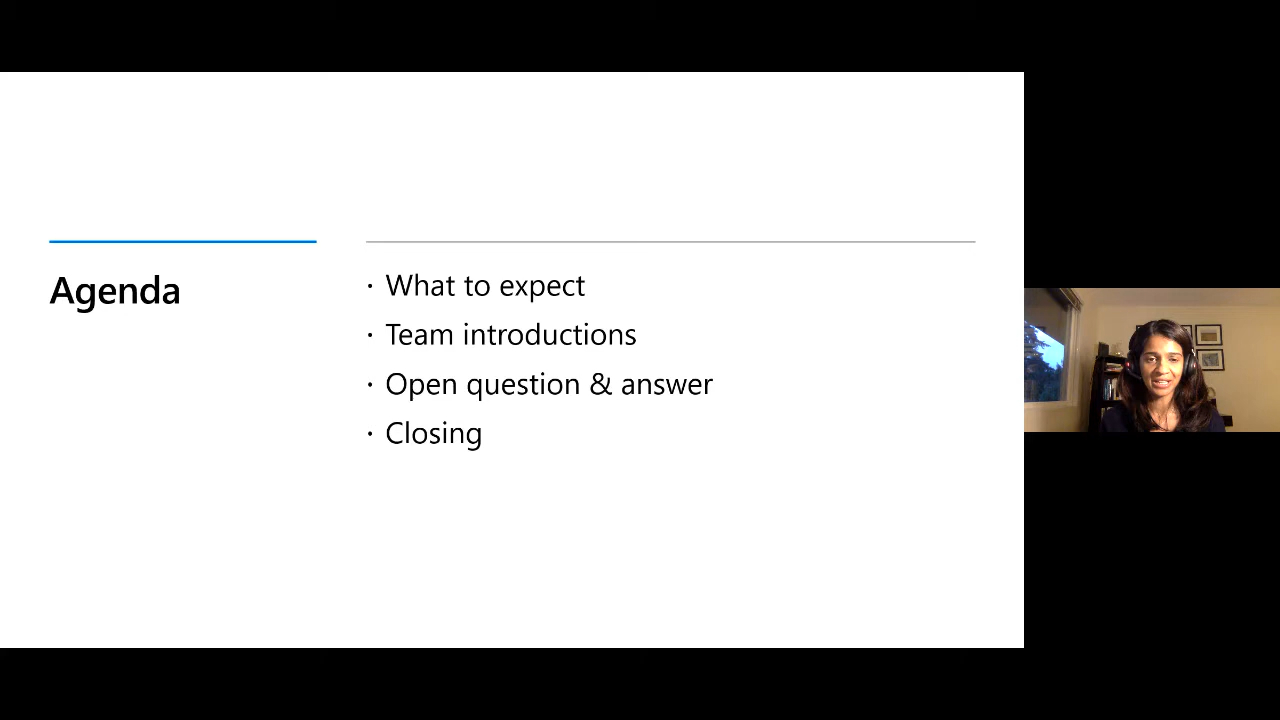 Agenda
· What to expect
· Team introductions
· Open question & answer
· Closing